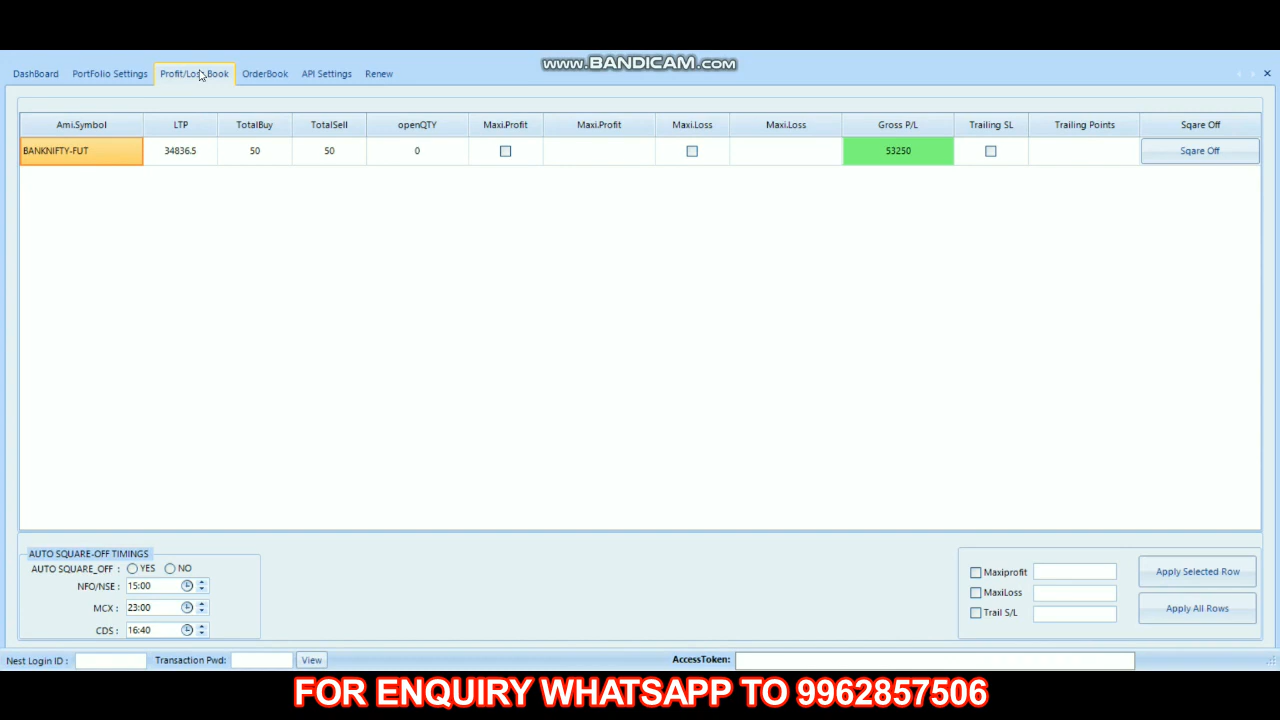 www.BANDICAM.com
DashBoard PortFolio Settings Profit/Loss Book OrderBook API Settings Renew
Ami.Symbol LTP TotalBuy TotalSell openQTY Maxi.Profit Maxi.Profit Maxi.Loss Maxi.Loss Gross P/L Trailing SL Trailing Points Sqare Off
BANKNIFTY-FUT 34836.5 50 50 0 53250 Sqare Off
AUTO SQUARE-OFF TIMINGS
AUTO SQUARE_OFF : YES NO
NFO/NSE : 15:00
MCX : 23:00
CDS : 16:40
Maxiprofit
MaxiLoss
Trail S/L
Apply Selected Row
Apply All Rows
Nest Login ID : Transaction Pwd: View AccessToken:
FOR ENQUIRY WHATSAPP TO 9962857506